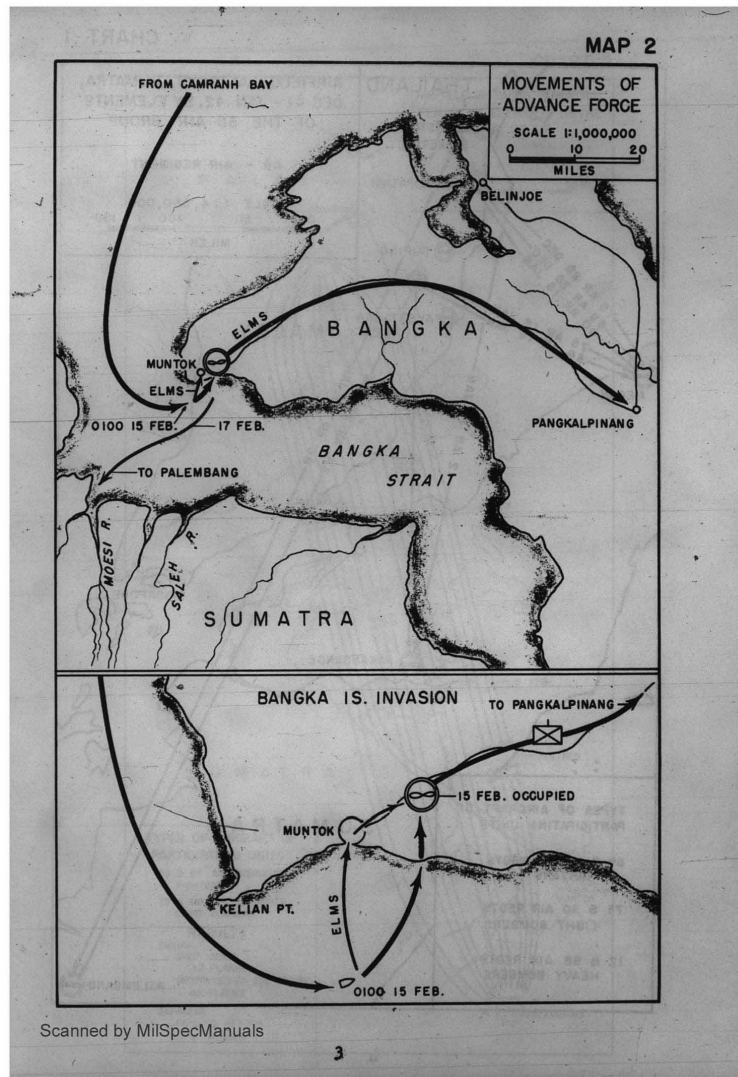 MAP 2
FROM CAMRANH BAY
MOVEMENTS OF
ADVANCE FORCE
SCALE 1:1,000,000
0 10 20
MILES
BELINJOE
ELMS
BANGKA
MUNTOK
ELMS
PANGKALPINANG
0100 15 FEB.
17 FEB.
BANGKA
STRAIT
TO PALEMBANG
MOESI R.
SALEH R.
SUMATRA
BANGKA IS. INVASION
TO PANGKALPINANG
15 FEB. OCCUPIED
MUNTOK
KELIAN PT.
ELMS
0100 15 FEB.
Scanned by MilSpecManuals
3